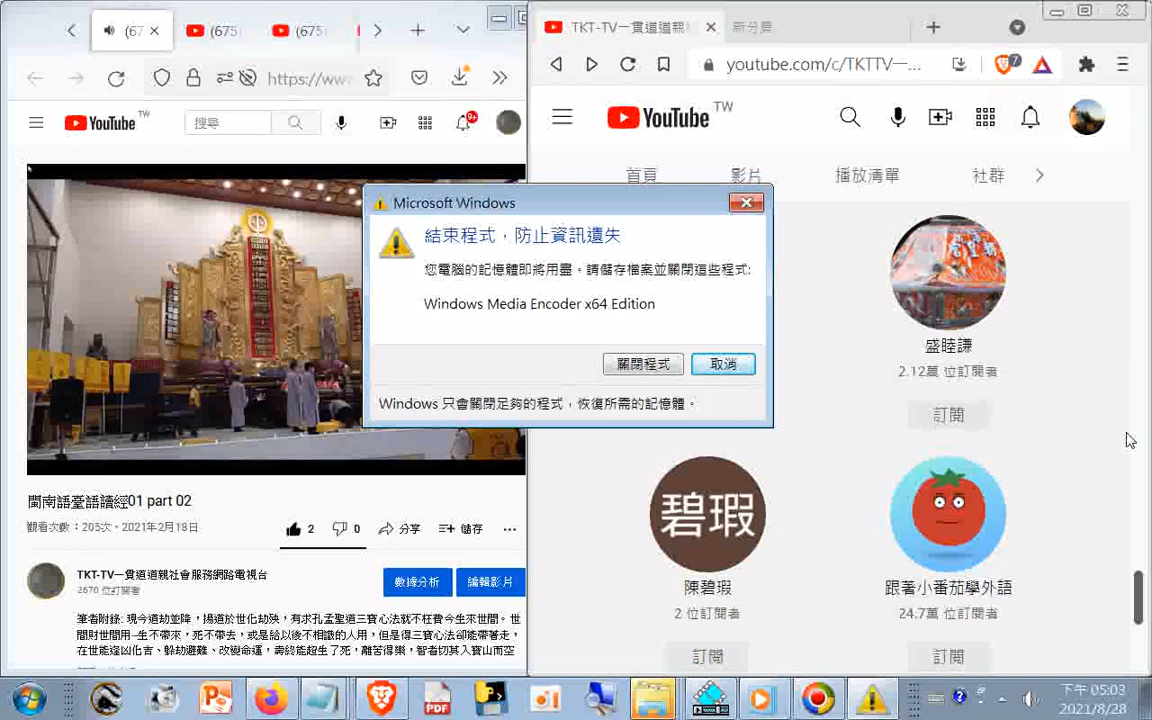 (67
(675
(675
https://www
YouTube TW
搜尋
9+
閩南語臺語讀經01 part 02
觀看次數：205次・2021年2月18日
2
0
分享
儲存
TKT-TV一貫道道親社會服務網路電視台
2670 位訂閱者
數據分析
編輯影片
筆者附錄: 現今道劫並降，揚道於世化劫殃，有求孔孟聖道三寶心法就不枉費今生來世間。世
間財世間用─生不帶來，死不帶去，或是給以後不相識的人用，但是得三寶心法卻能帶著走，
在世能逢凶化吉、躲劫避難、改變命運，壽終能超生了死，離苦得樂，智者切莫入寶山而空
TKT-TV一貫道道親
新分頁
youtube.com/c/TKTTV一...
7
YouTube TW
首頁
影片
播放清單
社群
盛睦謙
2.12萬 位訂閱者
訂閱
碧瑕
陳碧瑕
2 位訂閱者
訂閱
跟著小番茄學外語
24.7萬 位訂閱者
訂閱
Microsoft Windows
結束程式，防止資訊遺失
您電腦的記憶體即將用盡。請儲存檔案並關閉這些程式:
Windows Media Encoder x64 Edition
關閉程式
取消
Windows 只會關閉足夠的程式，恢復所需的記憶體。
PDF
下午 05:03
2021/8/28